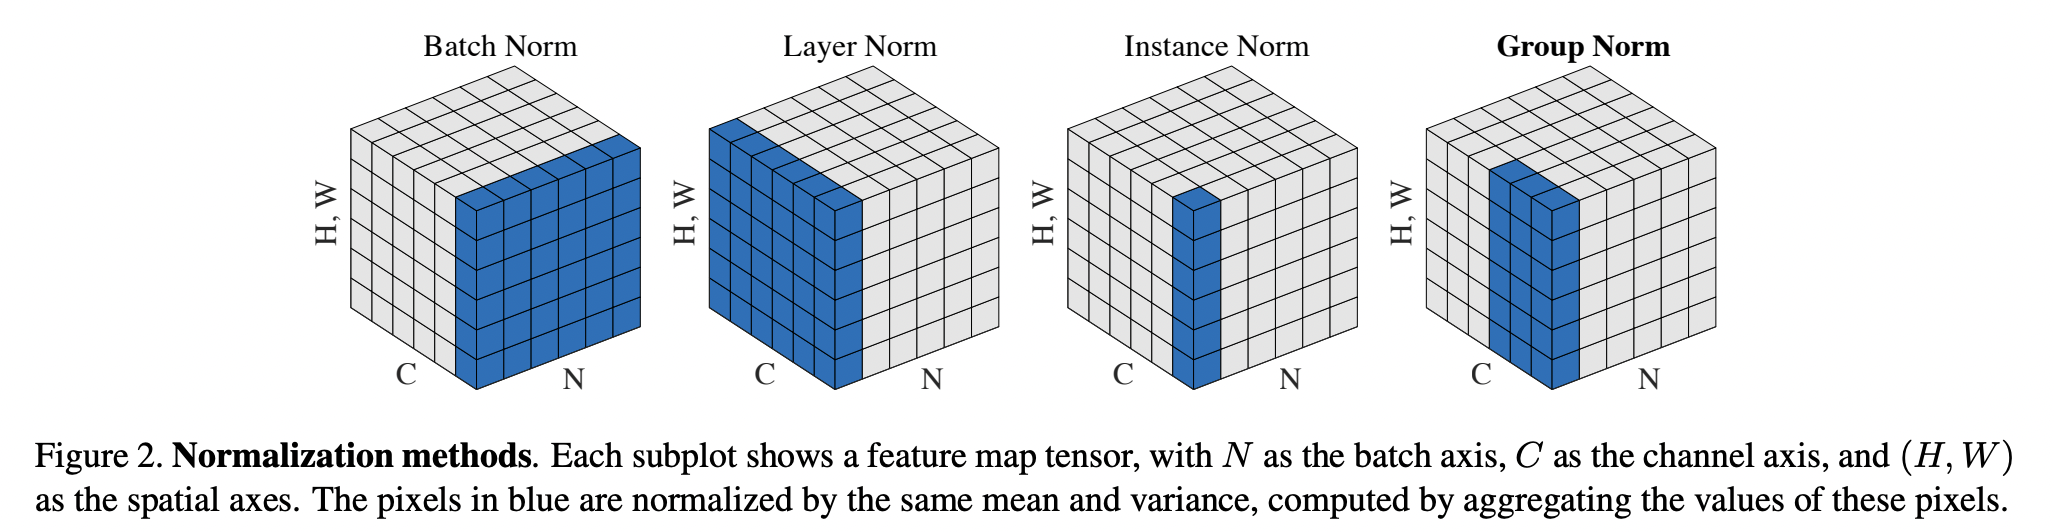 Batch Norm
Layer Norm
Instance Norm
Group Norm
H, W
C
N
H, W
C
N
H, W
C
N
H, W
C
N
Figure 2. Normalization methods. Each subplot shows a feature map tensor, with N as the batch axis, C as the channel axis, and (H, W)
as the spatial axes. The pixels in blue are normalized by the same mean and variance, computed by aggregating the values of these pixels.